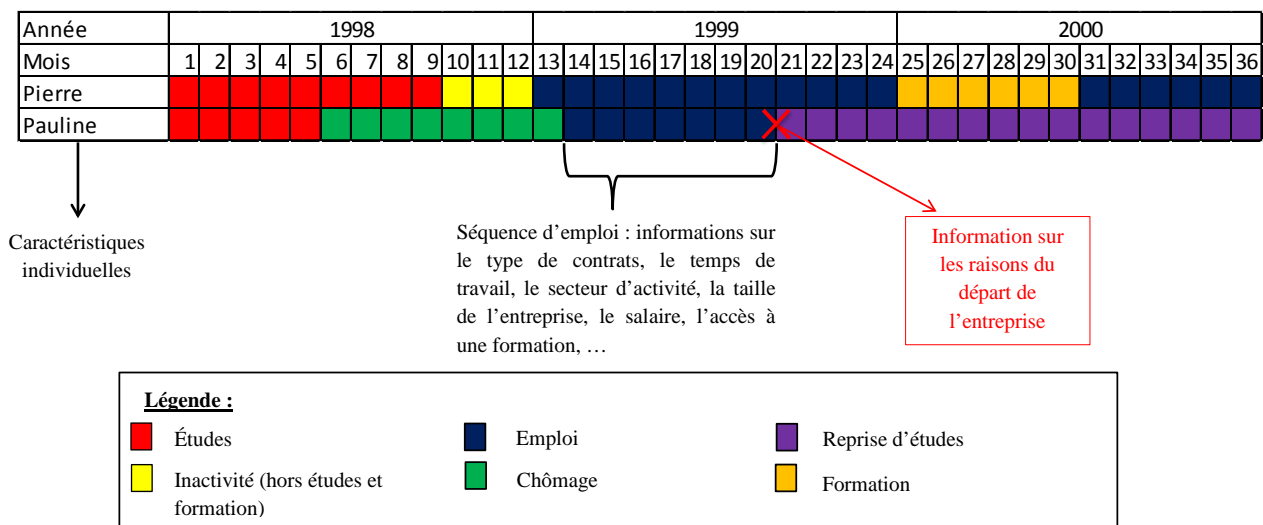 Année 1998 1999 2000
Mois 1 2 3 4 5 6 7 8 9 10 11 12 13 14 15 16 17 18 19 20 21 22 23 24 25 26 27 28 29 30 31 32 33 34 35 36
Pierre
Pauline
Caractéristiques
individuelles
Séquence d’emploi : informations sur
le type de contrats, le temps de
travail, le secteur d’activité, la taille
de l’entreprise, le salaire, l’accès à
une formation, …
Information sur
les raisons du
départ de
l’entreprise
Légende :
Études
Emploi
Reprise d’études
Inactivité (hors études et
formation)
Chômage
Formation